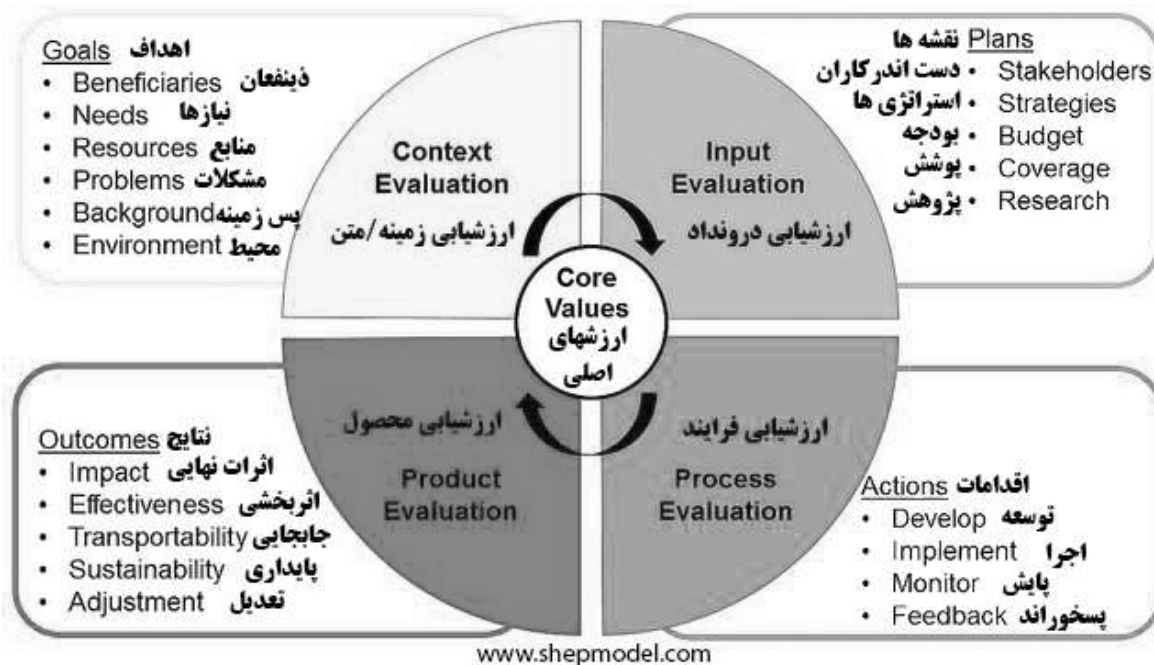 Goals اهداف
• Beneficiaries ذینفعان
• Needs نیازها
• Resources منابع
• Problems مشکلات
• Background پس زمینه
• Environment محیط
Context
Evaluation
ارزشیابی زمینه/متن
Input
Evaluation
ارزشیابی درونداد
نقشه ها Plans
دست اندرکاران • Stakeholders
استراتژی ها • Strategies
بودجه • Budget
پوشش • Coverage
پژوهش • Research
Core
Values
ارزشهای
اصلی
Outcomes نتایج
• Impact اثرات نهایی
• Effectiveness اثربخشی
• Transportability جابجایی
• Sustainability پایداری
• Adjustment تعدیل
ارزشیابی محصول
Product
Evaluation
ارزشیابی فرایند
Process
Evaluation
Actions اقدامات
• Develop توسعه
• Implement اجرا
• Monitor پایش
• Feedback پسخوراند
www.shepmodel.com